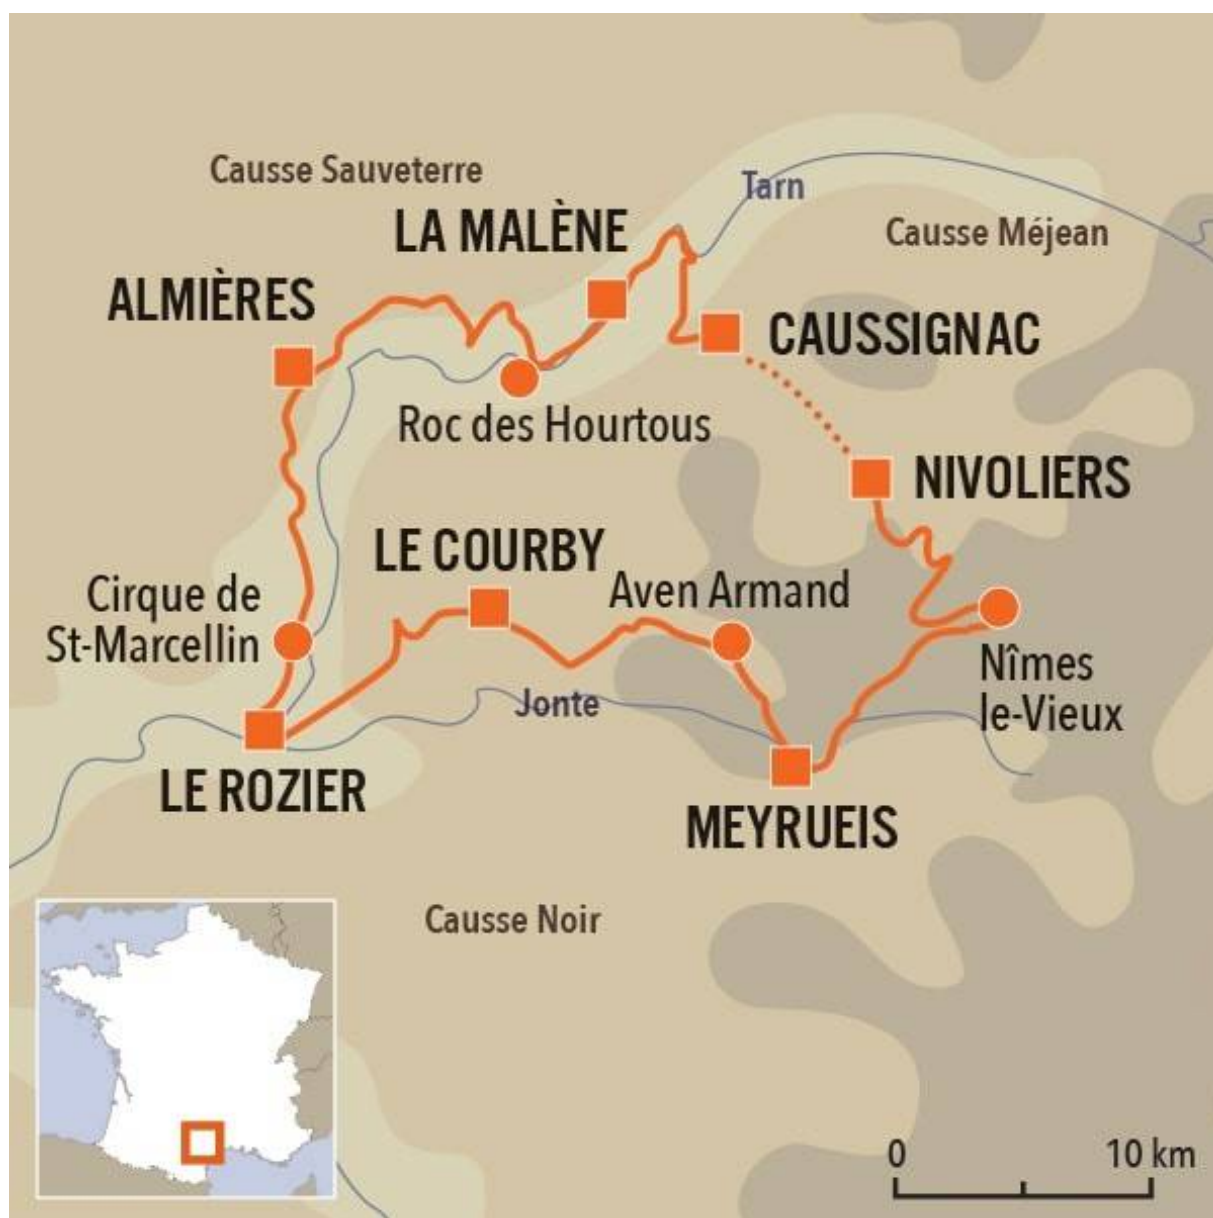 Causse Sauveterre
Tarn
LA MALÈNE
Causse Méjean
ALMIÈRES
CAUSSIGNAC
Roc des Hourtous
NIVOLIERS
LE COURBY
Cirque de
St-Marcellin
Aven Armand
Nîmes
le-Vieux
Jonte
LE ROZIER
MEYRUEIS
Causse Noir
0
10 km